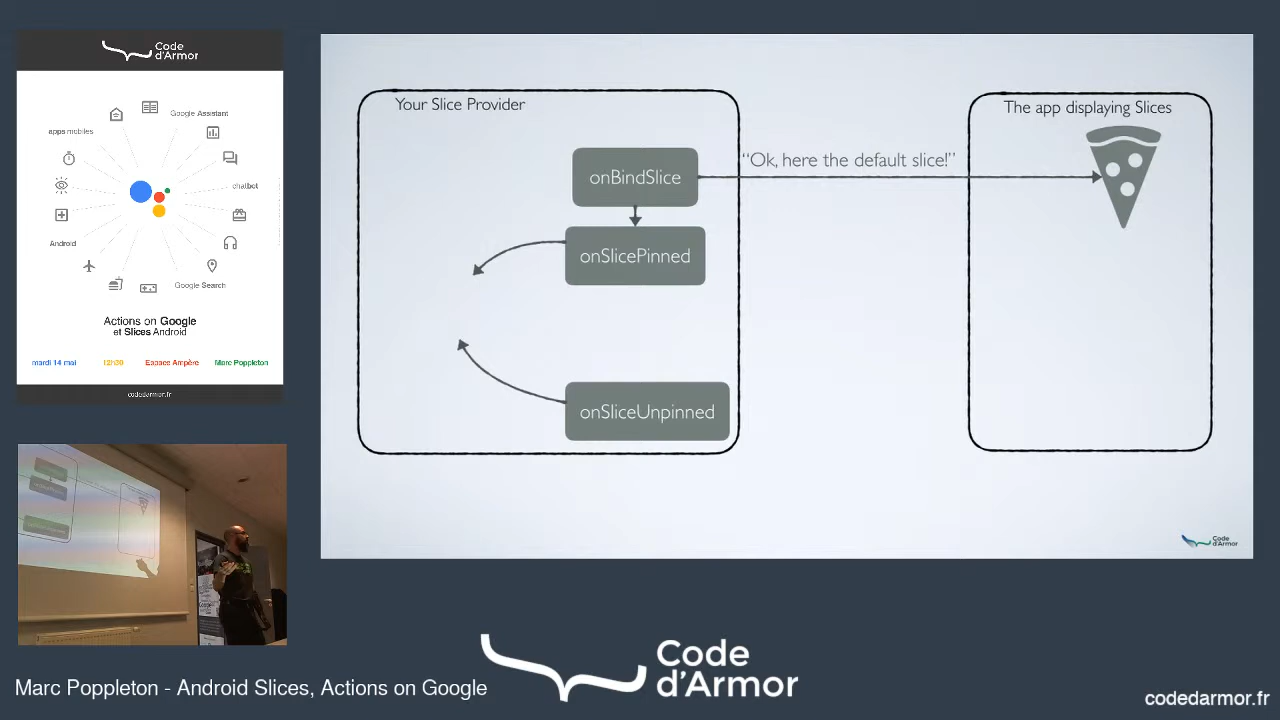 Code
d'Armor
Google Assistant
apps mobiles
chatbot
Android
Google Search
Actions on Google
et Slices Android
mardi 14 mai
12h30
Espace Ampère
Marc Poppleton
codedarmor.fr
Your Slice Provider
The app displaying Slices
onBindSlice
"Ok, here the default slice!"
onSlicePinned
onSliceUnpinned
Code
d'Armor
Marc Poppleton - Android Slices, Actions on Google
Code
d'Armor
codedarmor.fr